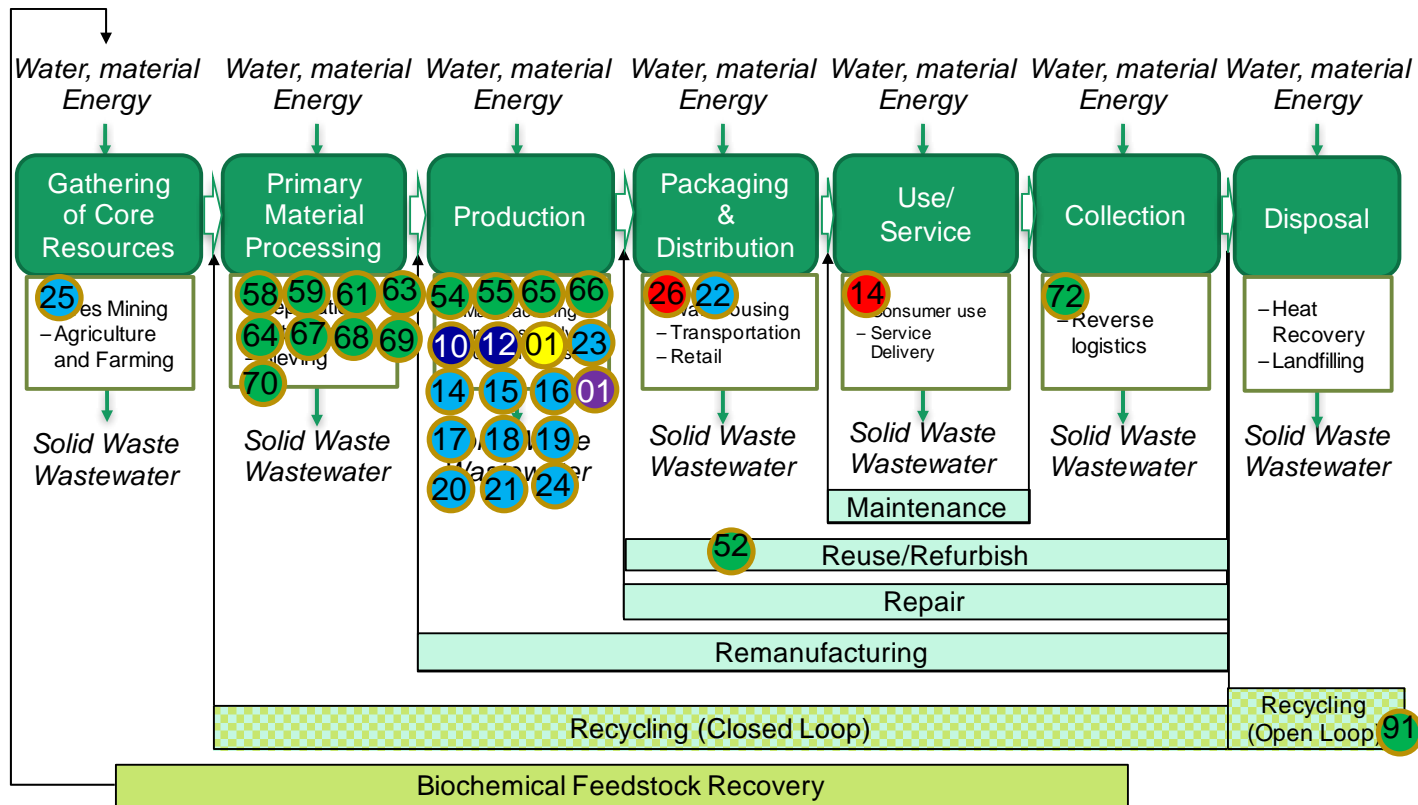 Water, material
Energy
Water, material
Energy
Water, material
Energy
Water, material
Energy
Water, material
Energy
Water, material
Energy
Water, material
Energy
Gathering
of Core
Resources
Primary
Material
Processing
Production
Packaging
&
Distribution
Use/
Service
Collection
Disposal
25
Mining
– Agriculture
and Farming
58 59 61 63
64 67 68 69
70
54 55 65 66
10 12 01 23
14 15 16 01
17 18 19
20 21 24
26 22
– Transportation
– Retail
14
use
– Service
Delivery
72
– Reverse
logistics
– Heat
Recovery
– Landfilling
Solid Waste
Wastewater
Solid Waste
Wastewater
Solid Waste
Wastewater
Solid Waste
Wastewater
Solid Waste
Wastewater
Maintenance
52
Reuse/Refurbish
Repair
Remanufacturing
Recycling (Closed Loop)
Recycling
(Open Loop)
91
Biochemical Feedstock Recovery